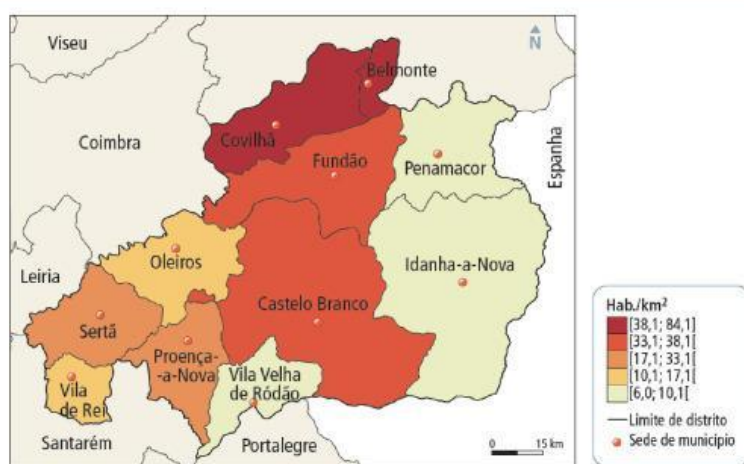 Viseu
N
Belmonte
Covilhã
Coimbra
Fundão
Penamacor
Espanha
Oleiros
Leiria
Idanha-a-Nova
Castelo Branco
Sertã
Proença-
-a-Nova
Vila Velha
de Ródão
Vila
de Rei
Santarém
Portalegre
0 15 km
Hab./km²
[38,1; 84,1]
[33,1; 38,1[
[17,1; 33,1[
[10,1; 17,1[
[6,0; 10,1[
Limite de distrito
Sede de município